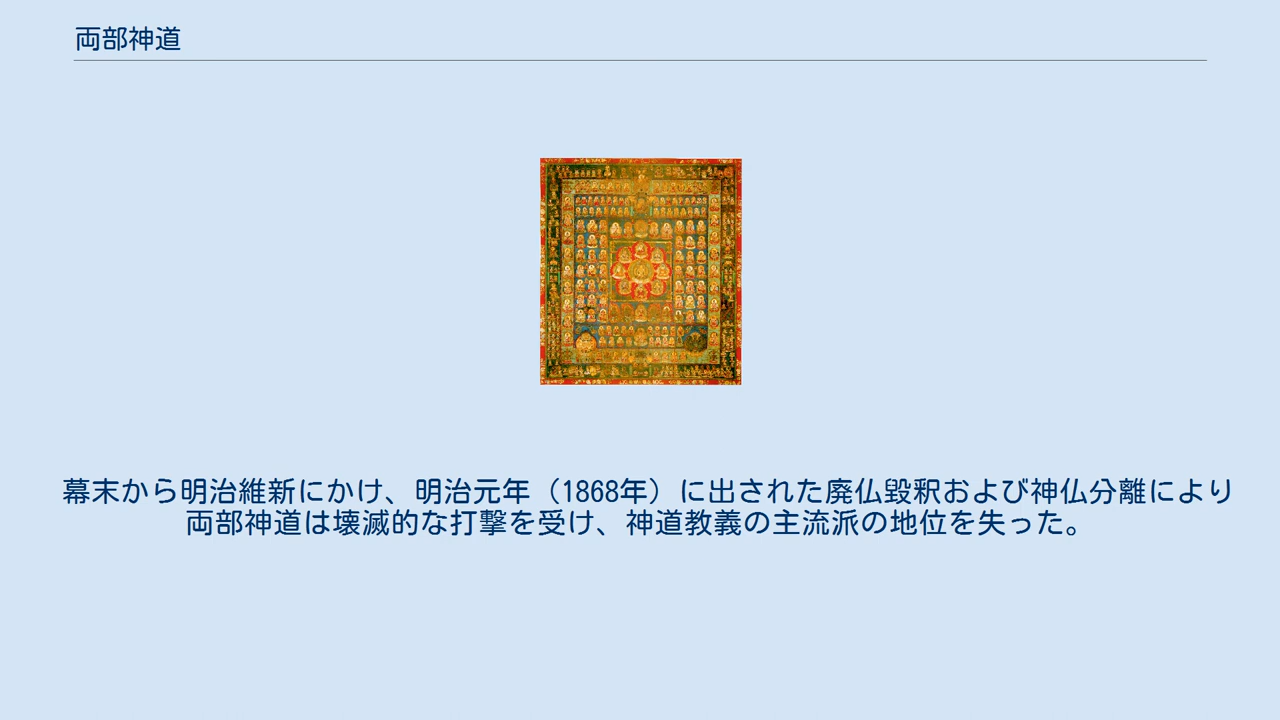 両部神道
幕末から明治維新にかけ、明治元年（1868年）に出された廃仏毀釈および神仏分離により
両部神道は壊滅的な打撃を受け、神道教義の主流派の地位を失った。